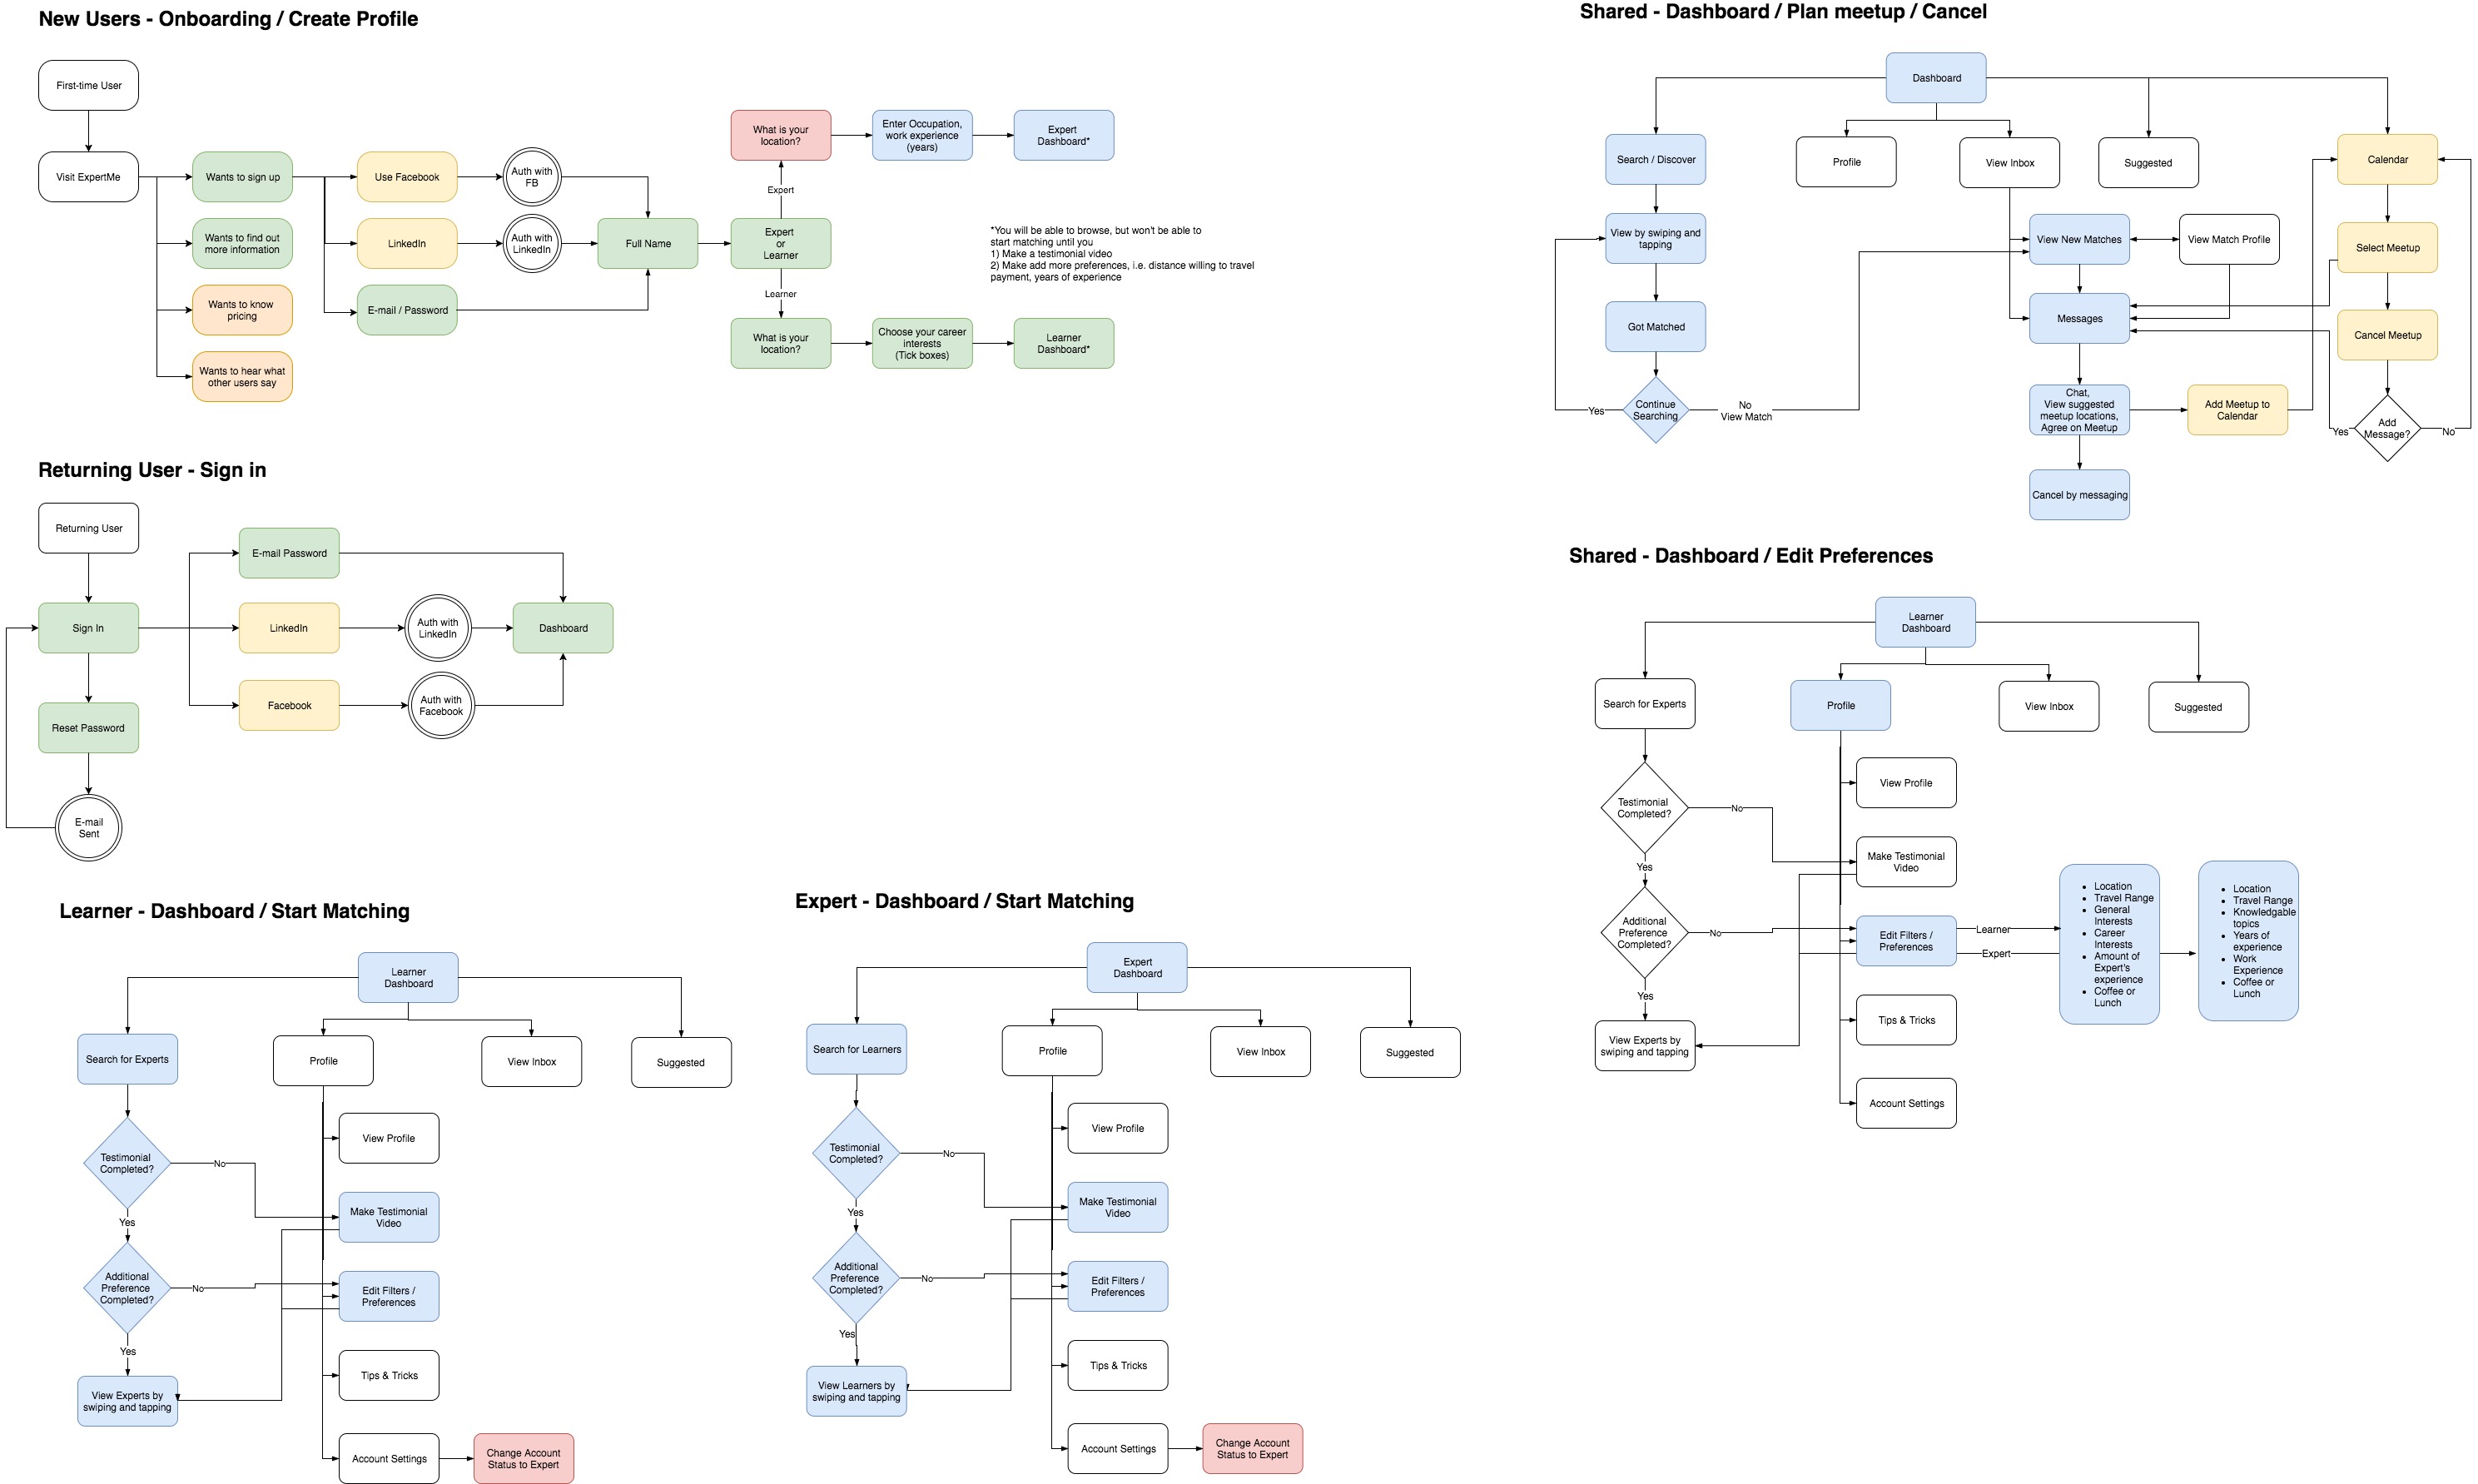 New Users - Onboarding / Create Profile
First-time User
Visit ExpertMe
Wants to sign up
Wants to find out
more information
Wants to know
pricing
Wants to hear what
other users say
Use Facebook
LinkedIn
E-mail / Password
Auth with
FB
Auth with
LinkedIn
Full Name
Expert
or
Learner
Expert
Learner
What is your
location?
Enter Occupation,
work experience
(years)
Expert
Dashboard*
What is your
location?
Choose your career
interests
(Tick boxes)
Learner
Dashboard*
*You will be able to browse, but won't be able to
start matching until you
1) Make a testimonial video
2) Make add more preferences, i.e. distance willing to travel
payment, years of experience
Shared - Dashboard / Plan meetup / Cancel
Dashboard
Search / Discover
Profile
View Inbox
Suggested
Calendar
View by swiping and
tapping
Got Matched
Continue
Searching
Yes
No
View Match
View New Matches
View Match Profile
Messages
Chat,
View suggested
meetup locations,
Agree on Meetup
Cancel by messaging
Add Meetup to
Calendar
Select Meetup
Cancel Meetup
Add
Message?
Yes
No
Returning User - Sign in
Returning User
Sign In
Reset Password
E-mail
Sent
E-mail Password
LinkedIn
Facebook
Auth with
LinkedIn
Auth with
Facebook
Dashboard
Shared - Dashboard / Edit Preferences
Learner
Dashboard
Search for Experts
Profile
View Inbox
Suggested
Testimonial
Completed?
No
Yes
Additional
Preference
Completed?
No
Yes
View Experts by
swiping and tapping
View Profile
Make Testimonial
Video
Edit Filters /
Preferences
Tips & Tricks
Account Settings
Learner
Expert
• Location
• Travel Range
• General
Interests
• Career
Interests
• Amount of
Expert's
experience
• Coffee or
Lunch
• Location
• Travel Range
• Knowledgable
topics
• Years of
experience
• Work
Experience
• Coffee or
Lunch
Learner - Dashboard / Start Matching
Learner
Dashboard
Search for Experts
Profile
View Inbox
Suggested
Testimonial
Completed?
No
Yes
Additional
Preference
Completed?
No
Yes
View Experts by
swiping and tapping
View Profile
Make Testimonial
Video
Edit Filters /
Preferences
Tips & Tricks
Account Settings
Change Account
Status to Expert
Expert - Dashboard / Start Matching
Expert
Dashboard
Search for Learners
Profile
View Inbox
Suggested
Testimonial
Completed?
No
Yes
Additional
Preference
Completed?
No
Yes
View Learners by
swiping and tapping
View Profile
Make Testimonial
Video
Edit Filters /
Preferences
Tips & Tricks
Account Settings
Change Account
Status to Expert